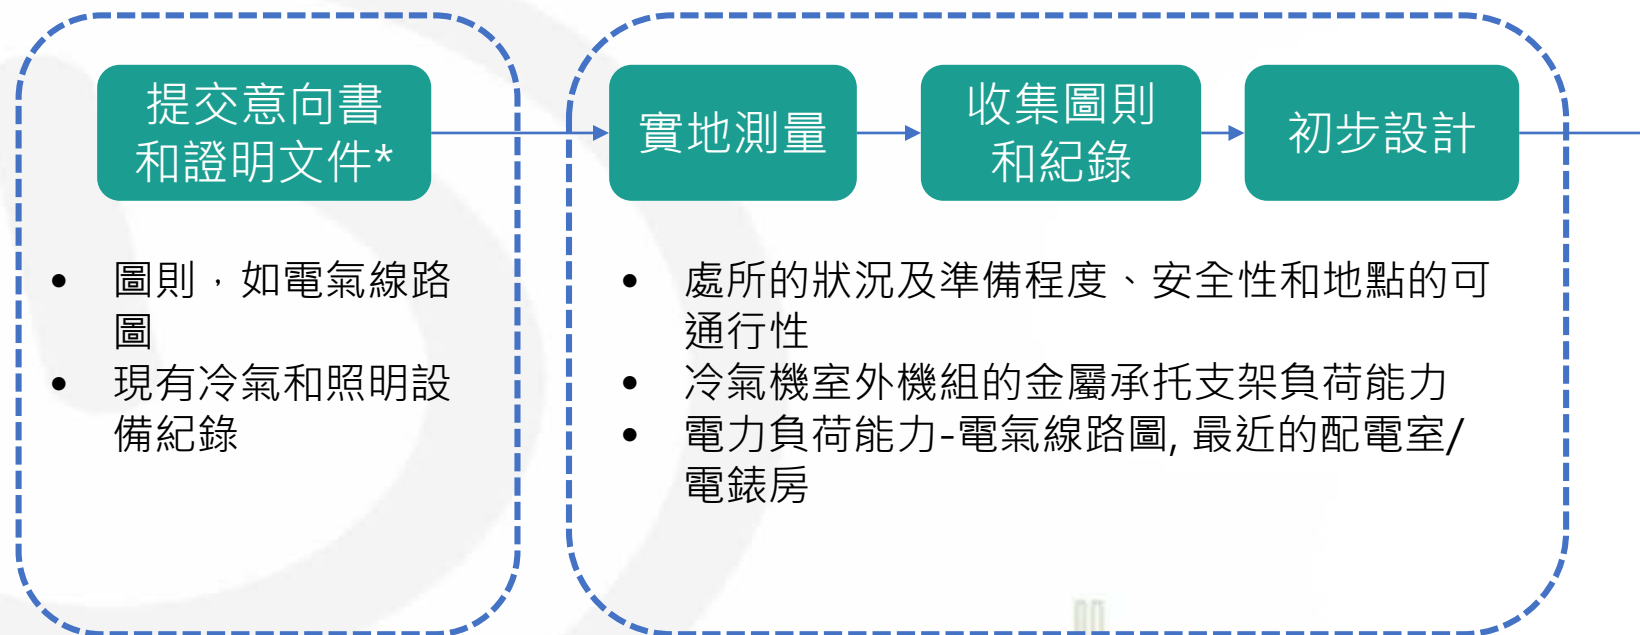 提交意向書
和證明文件*
實地測量
收集圖則
和紀錄
初步設計
• 圖則，如電氣線路
圖
• 現有冷氣和照明設
備紀錄
• 處所的狀況及準備程度、安全性和地點的可
通行性
• 冷氣機室外機組的金屬承托支架負荷能力
• 電力負荷能力-電氣線路圖, 最近的配電室/
電錶房